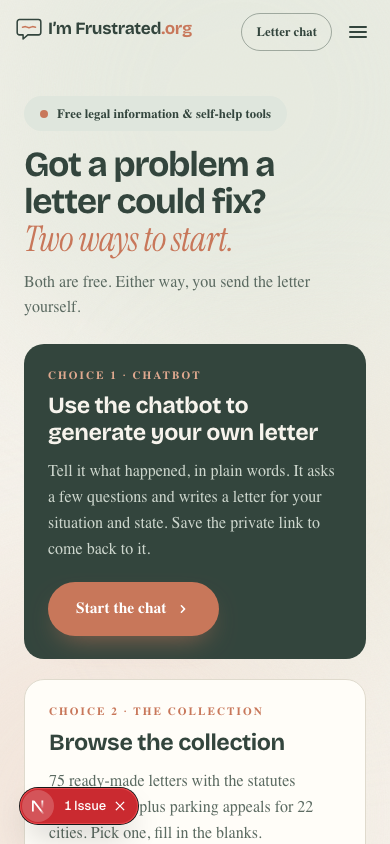 I'm Frustrated.org
Letter chat
Free legal information & self-help tools
Got a problem a
letter could fix?
Two ways to start.
Both are free. Either way, you send the letter
yourself.
CHOICE 1 · CHATBOT
Use the chatbot to
generate your own letter
Tell it what happened, in plain words. It asks
a few questions and writes a letter for your
situation and state. Save the private link to
come back to it.
Start the chat
CHOICE 2 · THE COLLECTION
Browse the collection
75 ready-made letters with the statutes
plus parking appeals for 22
cities. Pick one, fill in the blanks.
N 1 Issue